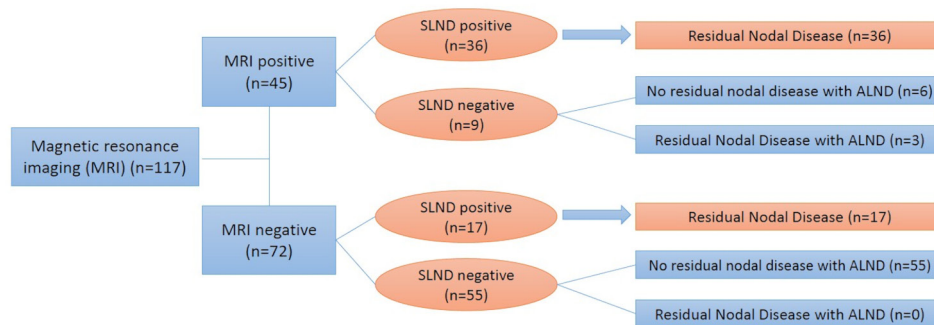 SLND positive
(n=36)
Residual Nodal Disease (n=36)
MRI positive
(n=45)
No residual nodal disease with ALND (n=6)
SLND negative
(n=9)
Residual Nodal Disease with ALND (n=3)
Magnetic resonance
imaging (MRI) (n=117)
SLND positive
(n=17)
Residual Nodal Disease (n=17)
MRI negative
(n=72)
No residual nodal disease with ALND (n=55)
SLND negative
(n=55)
Residual Nodal Disease with ALND (n=0)